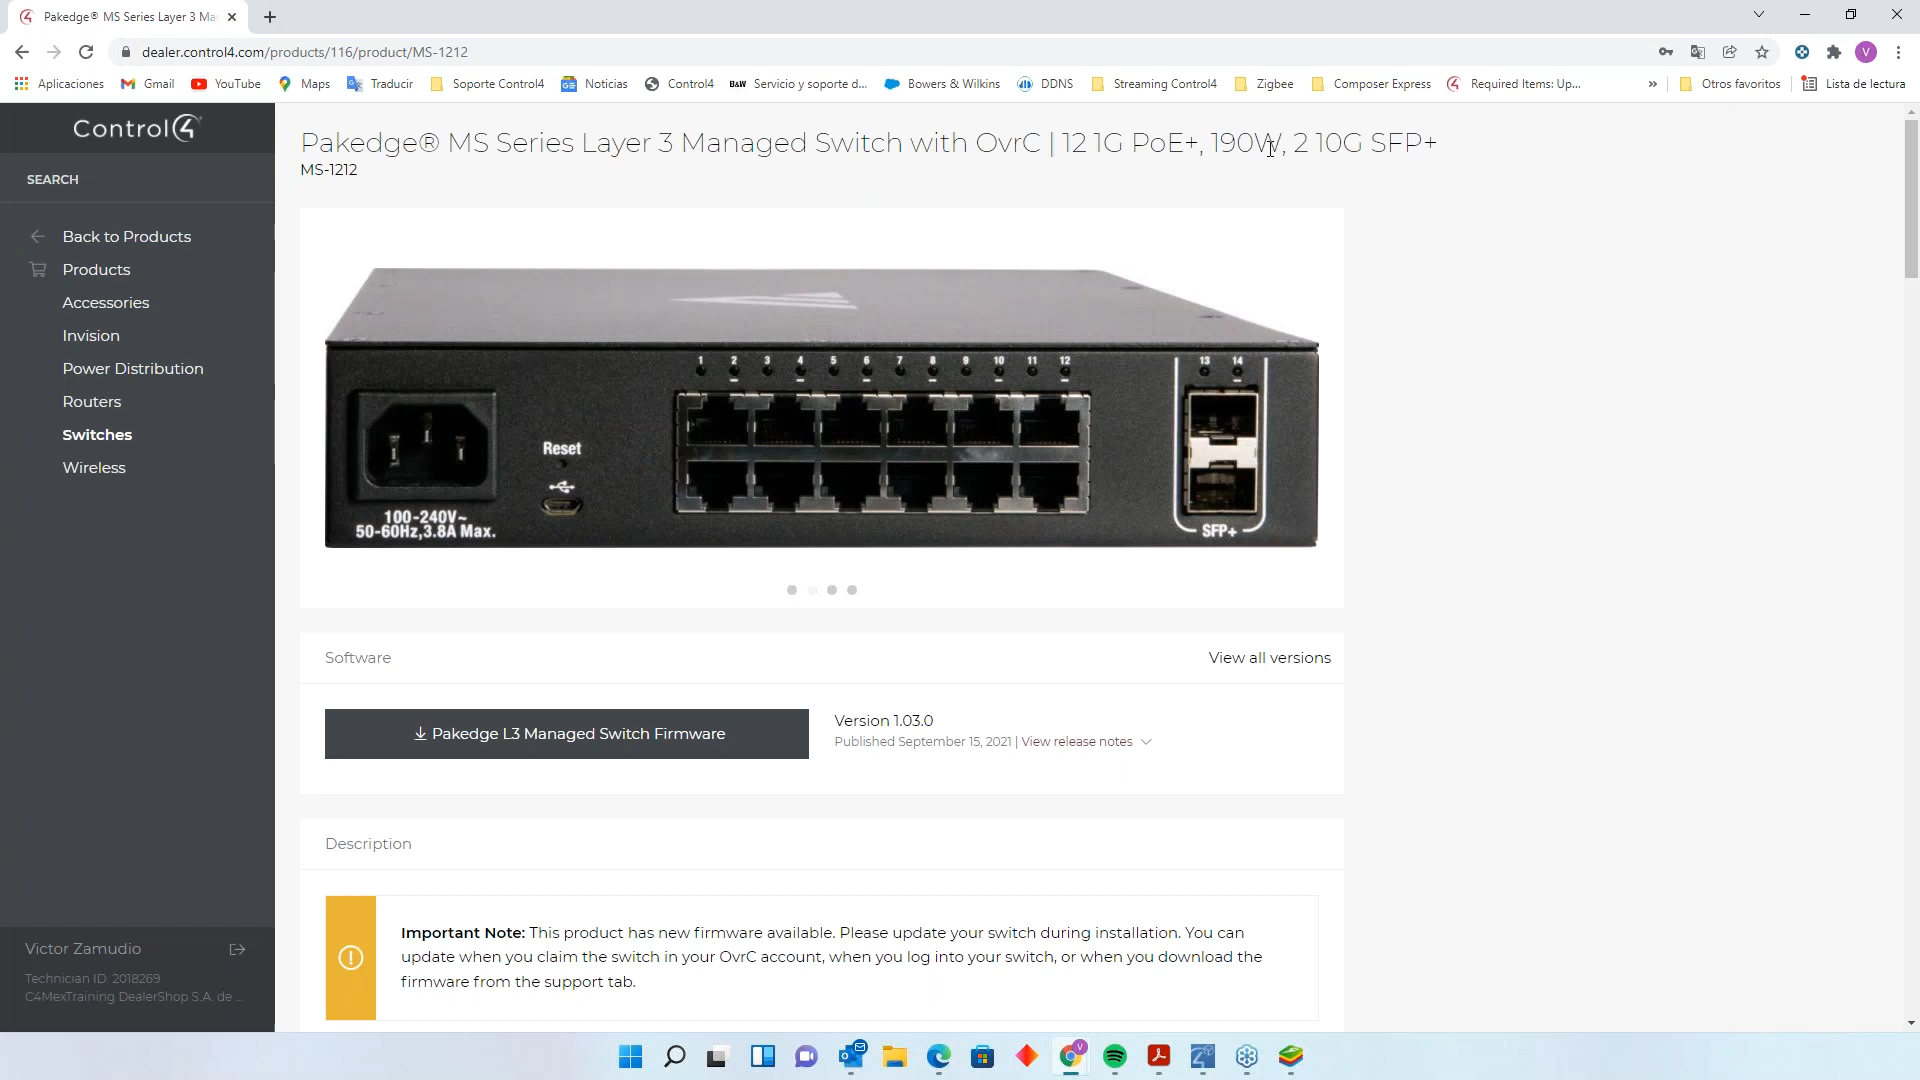 Pakedge® MS Series Layer 3 Ma
dealer.control4.com/products/116/product/MS-1212
V
Aplicaciones
Gmail
YouTube
Maps
Traducir
Soporte Control4
Noticias
Control4
B&W Servicio y soporte d...
Bowers & Wilkins
DDNS
Streaming Control4
Zigbee
Composer Express
Required Items: Up...
»
Otros favoritos
Lista de lectura
Control4
SEARCH
Back to Products
Products
Accessories
Invision
Power Distribution
Routers
Switches
Wireless
Victor Zamudio
Technician ID: 2018269
C4MexTraining DealerShop S.A. de ...
Pakedge® MS Series Layer 3 Managed Switch with OvrC | 12 1G PoE+, 190W, 2 10G SFP+
MS-1212
1 2 3 4 5 6 7 8 9 10 11 12 13 14
Reset
100-240V~
50-60Hz,3.8A Max.
SFP+
Software
View all versions
Pakedge L3 Managed Switch Firmware
Version 1.03.0
Published September 15, 2021 | View release notes
Description
Important Note: This product has new firmware available. Please update your switch during installation. You can
update when you claim the switch in your OvrC account, when you log into your switch, or when you download the
firmware from the support tab.